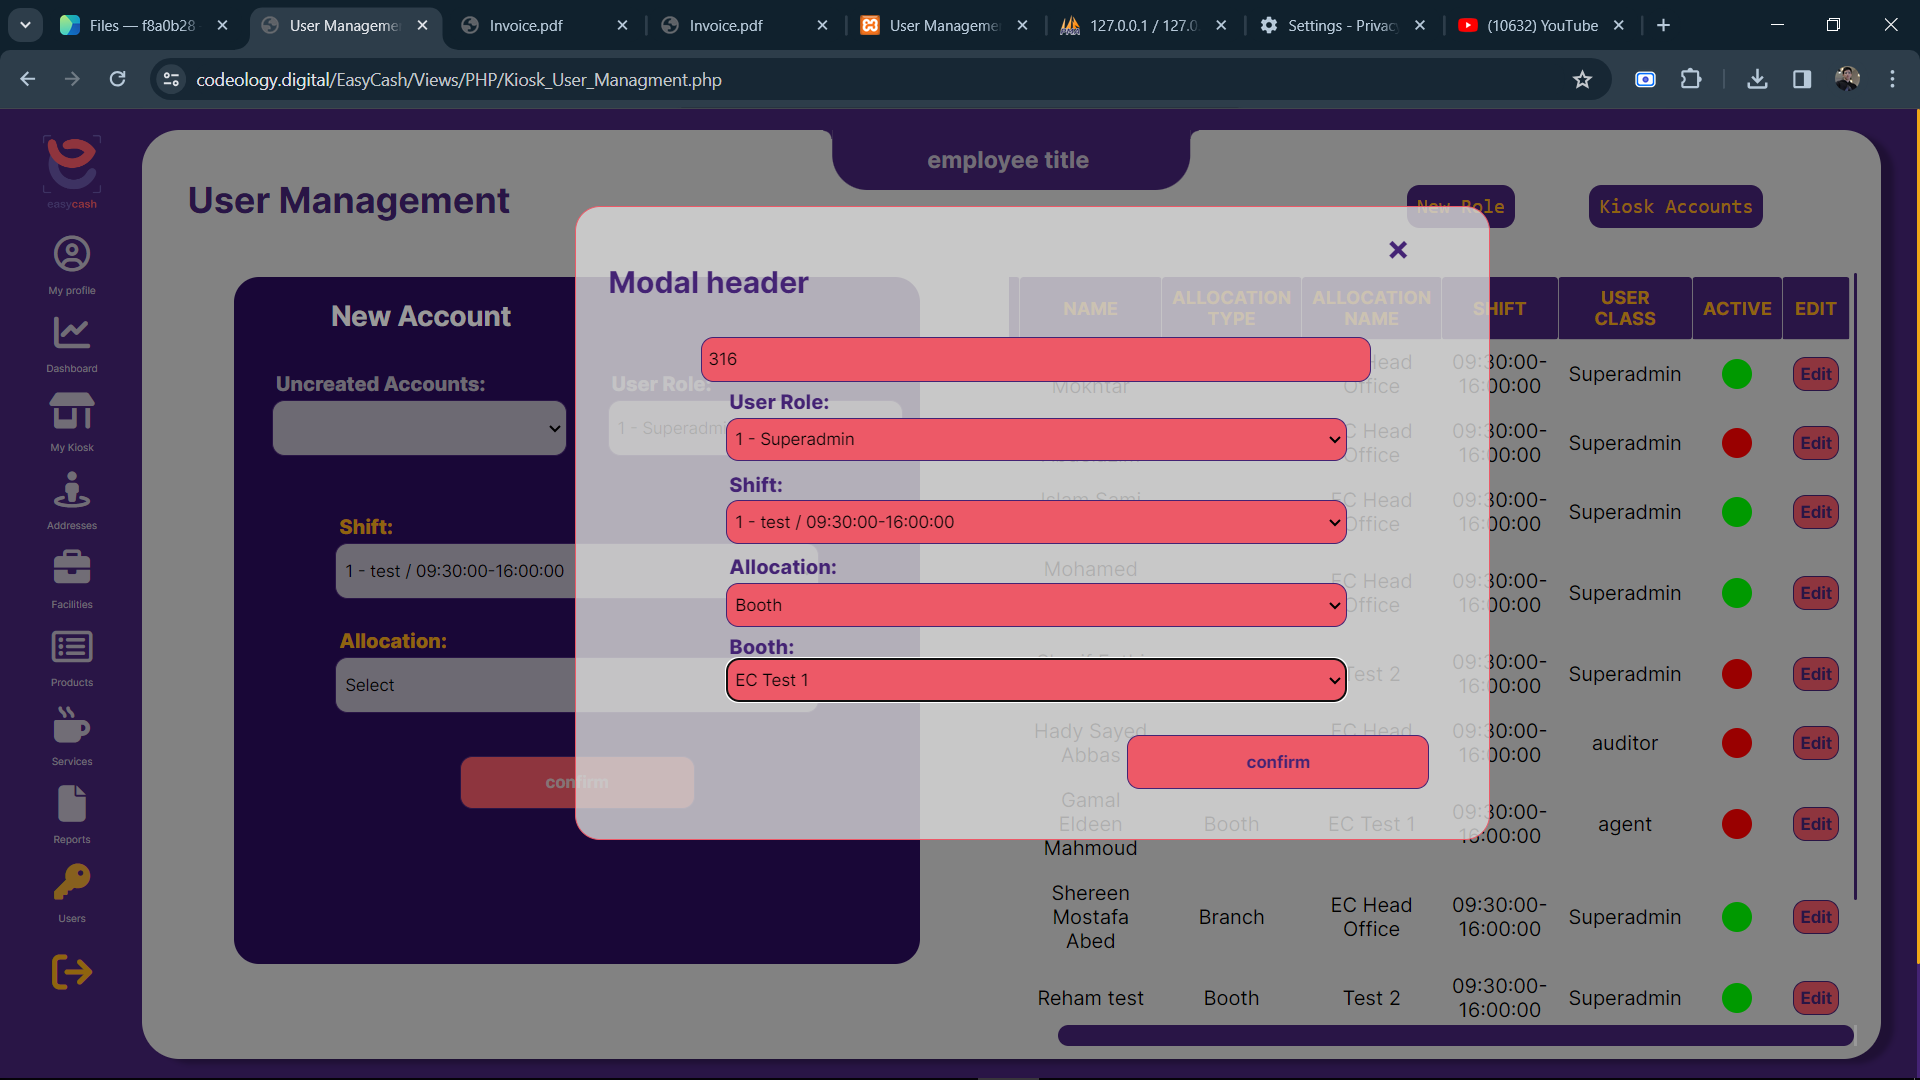 Files — f8a0b28
User Manageme
Invoice.pdf
Invoice.pdf
User Manageme
127.0.0.1 / 127.0
Settings - Privac
(10632) YouTube
codeology.digital/EasyCash/Views/PHP/Kiosk_User_Managment.php
easycash
My profile
Dashboard
My Kiosk
Addresses
Facilities
Products
Services
Reports
Users
employee title
User Management
New Role
Kiosk Accounts
New Account
Uncreated Accounts:
User Role:
1 - Superadm
Shift:
1 - test / 09:30:00-16:00:00
Allocation:
Select
confirm
Modal header
316
User Role:
1 - Superadmin
Shift:
1 - test / 09:30:00-16:00:00
Allocation:
Booth
Booth:
EC Test 1
confirm
NAME
ALLOCATION
TYPE
ALLOCATION
NAME
SHIFT
USER
CLASS
ACTIVE
EDIT
Mokhtar
Head
Office
09:30:00-
16:00:00
Superadmin
Edit
C Head
Office
09:30:00-
16:00:00
Superadmin
Edit
Islam Sami
EC Head
Office
09:30:00-
16:00:00
Superadmin
Edit
Mohamed
EC Head
Office
09:30:00-
16:00:00
Superadmin
Edit
Test 2
09:30:00-
16:00:00
Superadmin
Edit
Hady Sayed
Abbas
EC Head
09:30:00-
16:00:00
auditor
Edit
Gamal
Eldeen
Mahmoud
Booth
EC Test 1
09:30:00-
16:00:00
agent
Edit
Shereen
Mostafa
Abed
Branch
EC Head
Office
09:30:00-
16:00:00
Superadmin
Edit
Reham test
Booth
Test 2
09:30:00-
16:00:00
Superadmin
Edit